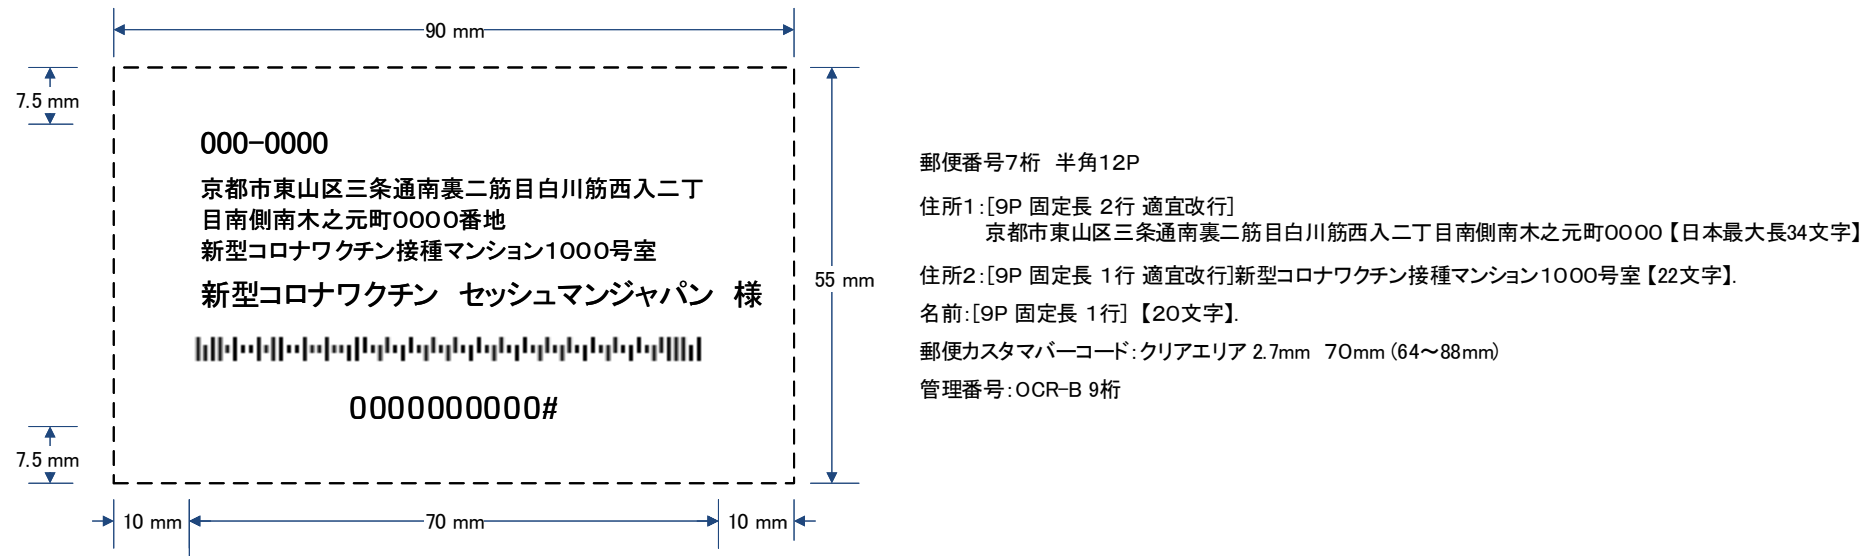 90 mm
7.5 mm
000-0000
京都市東山区三条通南裏二筋目白川筋西入二丁
目南側南木之元町0000番地
新型コロナワクチン接種マンション1000号室
新型コロナワクチン　セッシュマンジャパン　様
0000000000#
55 mm
7.5 mm
10 mm
70 mm
10 mm
郵便番号7桁 半角12P
住所1:[9P 固定長 2行 適宜改行]
京都市東山区三条通南裏二筋目白川筋西入二丁目南側南木之元町0000【日本最大長34文字】
住所2:[9P 固定長 1行 適宜改行]新型コロナワクチン接種マンション1000号室【22文字】.
名前:[9P 固定長 1行] 【20文字】.
郵便カスタマバーコード:クリアエリア 2.7mm 70mm (64～88mm)
管理番号:OCR-B 9桁